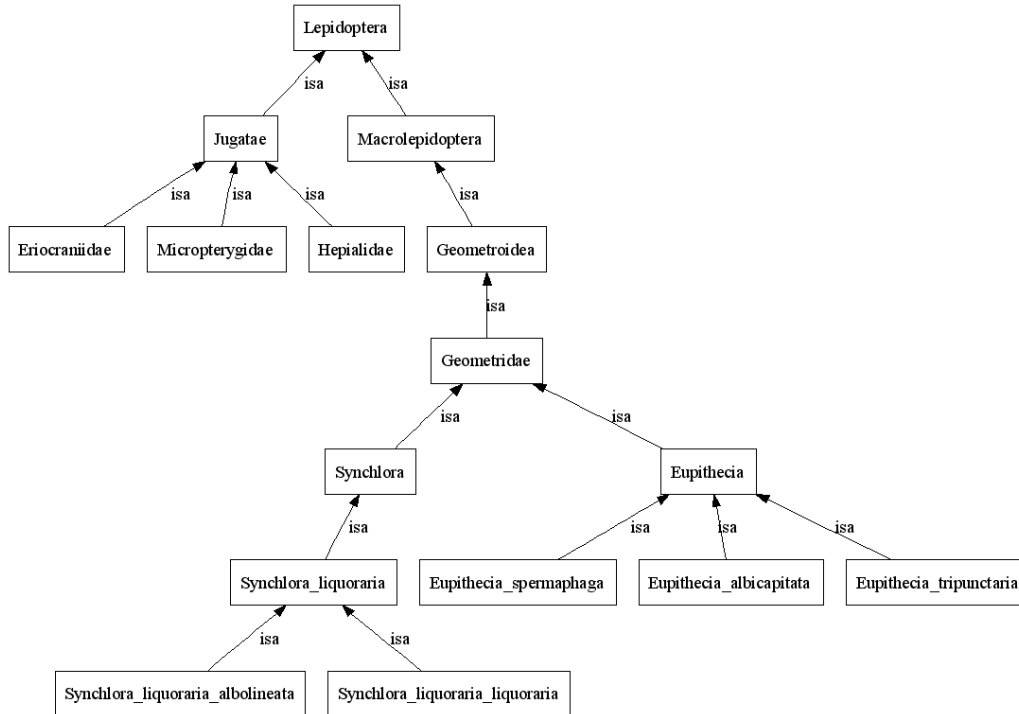 Lepidoptera
isa
isa
Jugatae
Macrolepidoptera
isa
isa
isa
isa
Eriocraniidae
Micropterygidae
Hepialidae
Geometroidea
isa
Geometridae
isa
isa
Synchlora
Eupithecia
isa
isa
isa
isa
Synchlora_liquoraria
Eupithecia_spermaphaga
Eupithecia_albicapitata
Eupithecia_tripunctaria
isa
isa
Synchlora_liquoraria_albolineata
Synchlora_liquoraria_liquoraria